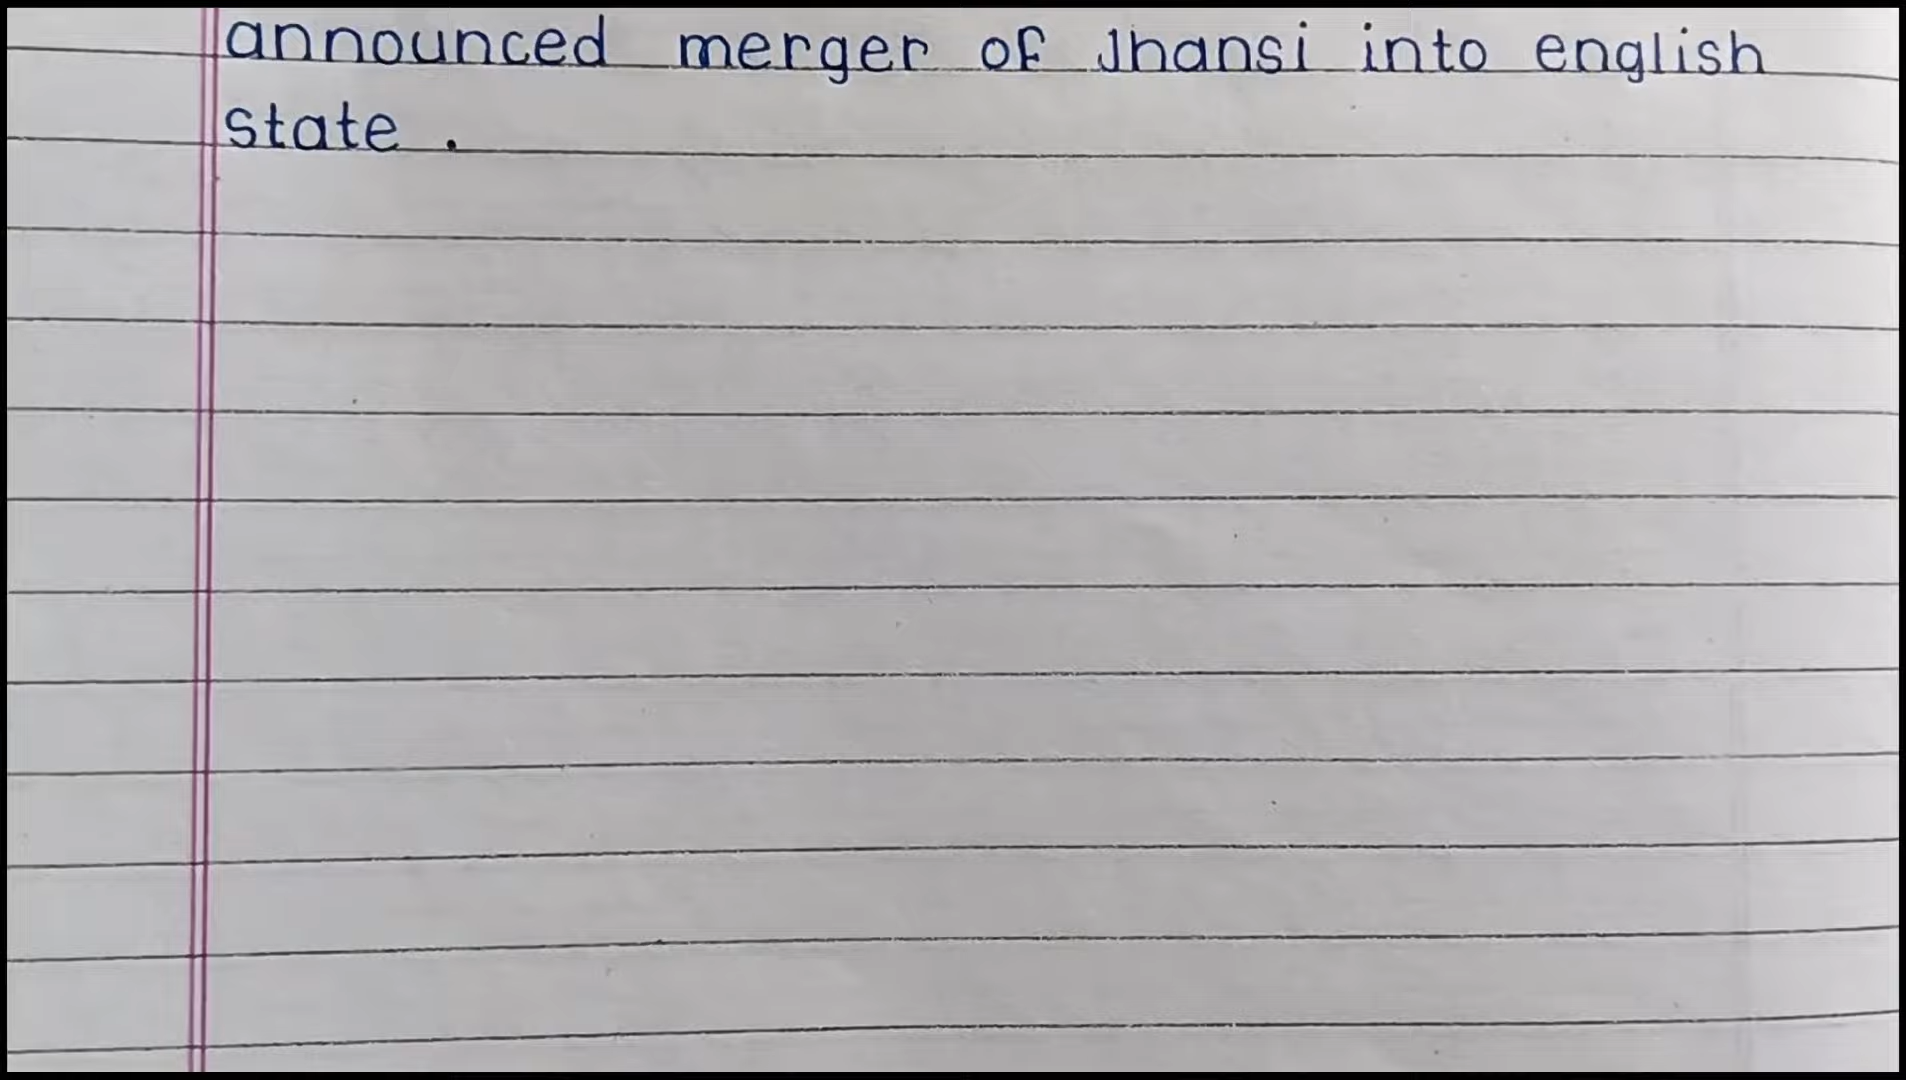 announced merger of Jhansi into english
state .